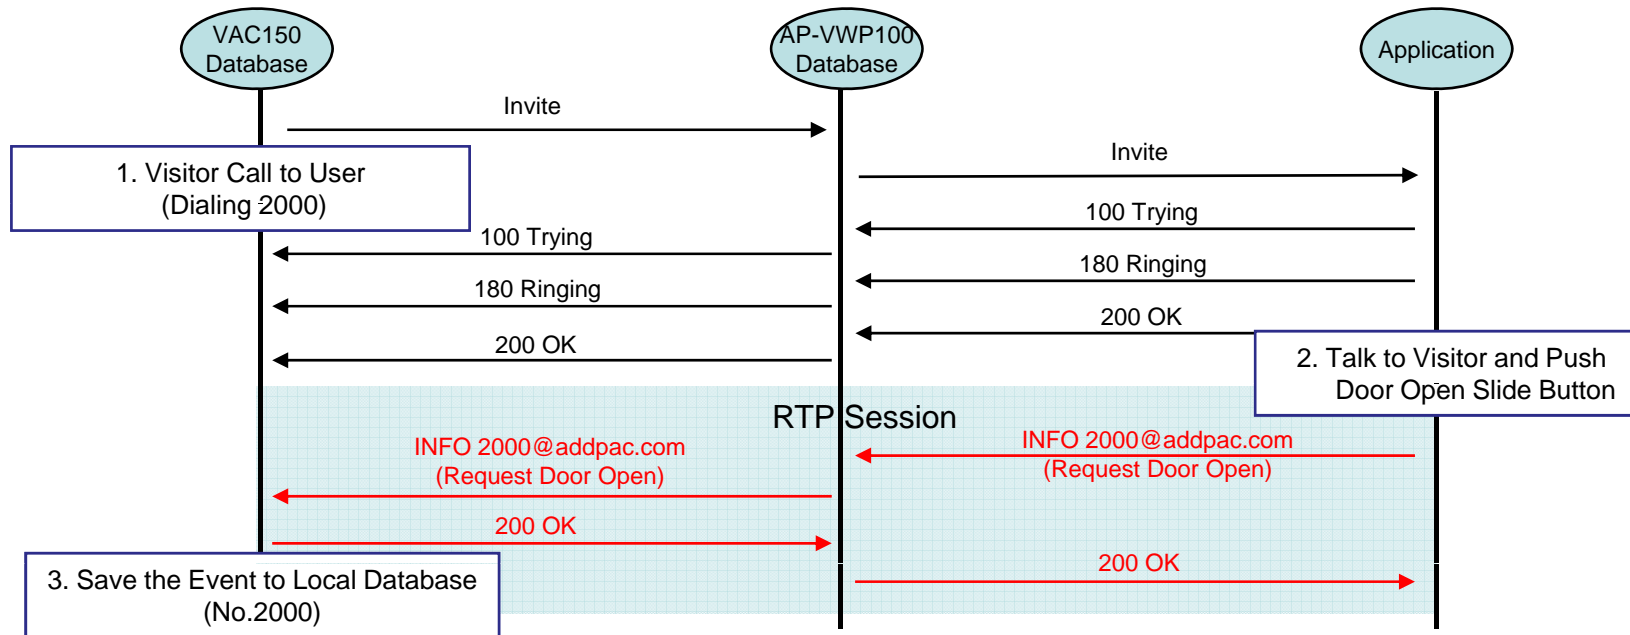 VAC150
Database
AP-VWP100
Database
Application
Invite
1. Visitor Call to User
(Dialing 2000)
Invite
100 Trying
100 Trying
180 Ringing
180 Ringing
200 OK
200 OK
2. Talk to Visitor and Push
Door Open Slide Button
RTP Session
INFO 2000@addpac.com
(Request Door Open)
INFO 2000@addpac.com
(Request Door Open)
200 OK
200 OK
3. Save the Event to Local Database
(No.2000)